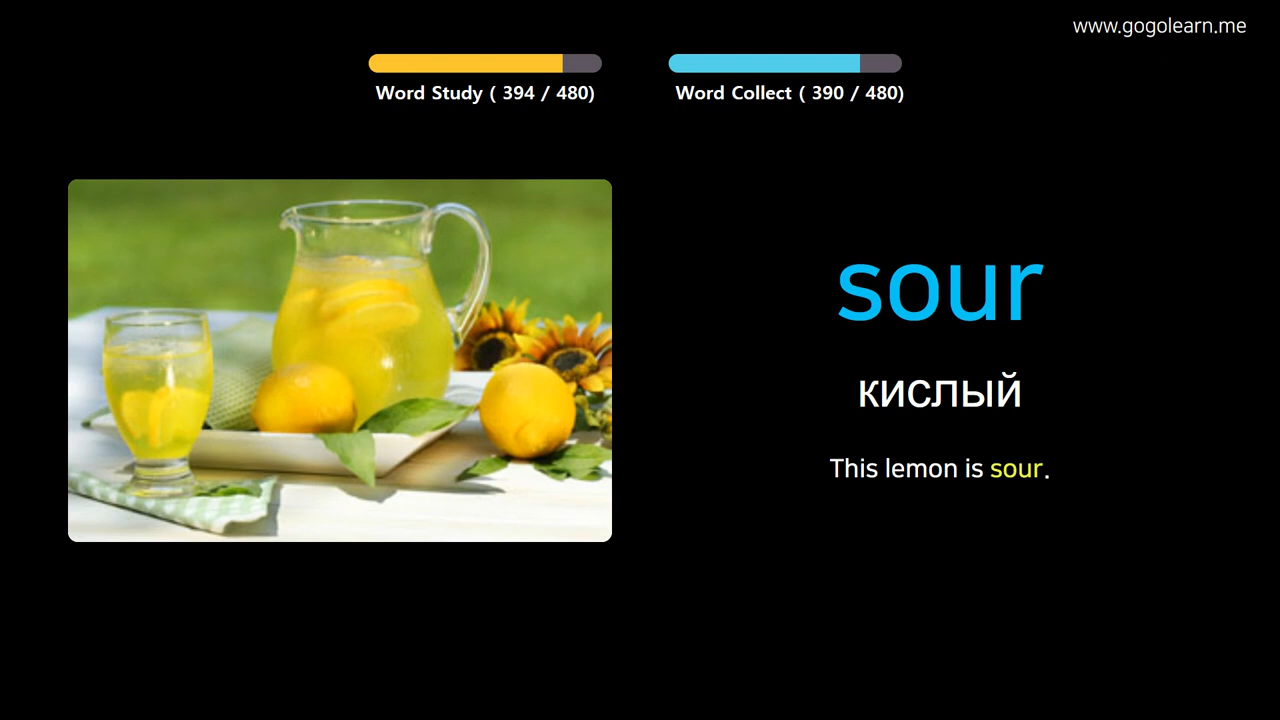 www.gogolearn.me
Word Study ( 394 / 480)
Word Collect ( 390 / 480)
sour
кислый
This lemon is sour.